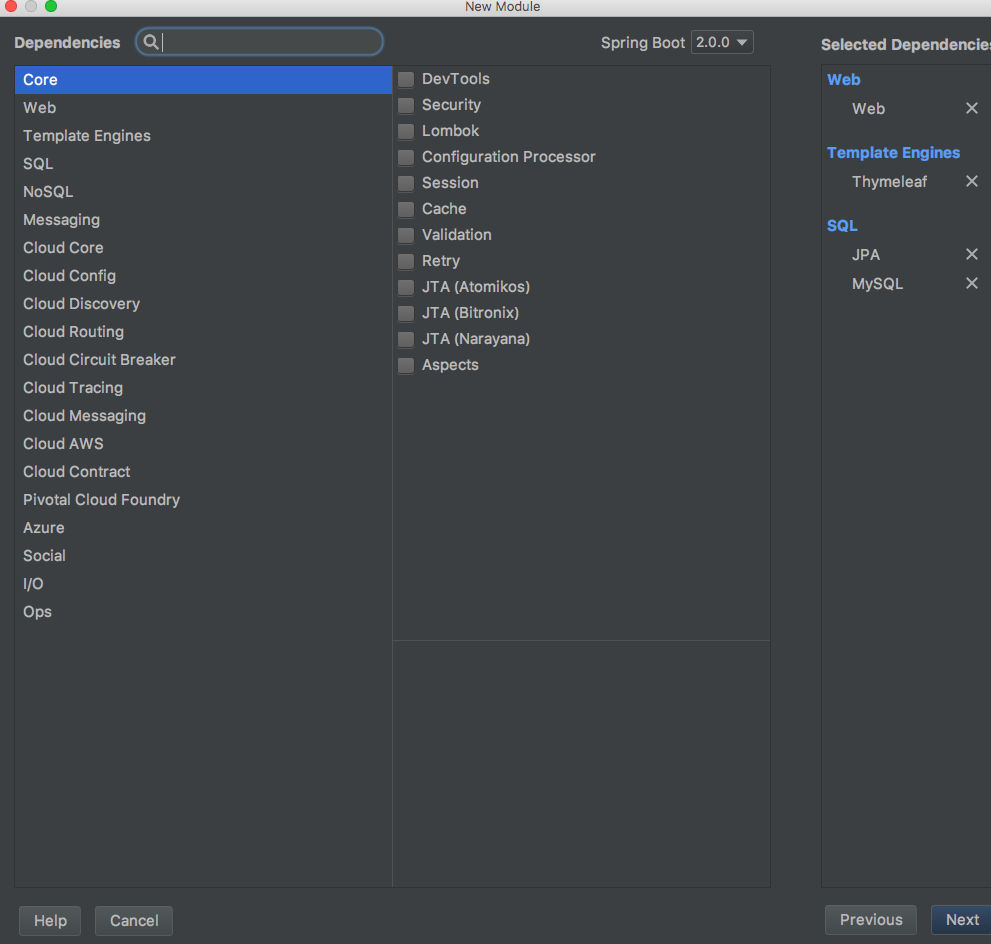 New Module
Dependencies
Spring Boot 2.0.0
Selected Dependencies
Core
Web
Template Engines
SQL
NoSQL
Messaging
Cloud Core
Cloud Config
Cloud Discovery
Cloud Routing
Cloud Circuit Breaker
Cloud Tracing
Cloud Messaging
Cloud AWS
Cloud Contract
Pivotal Cloud Foundry
Azure
Social
I/O
Ops
DevTools
Security
Lombok
Configuration Processor
Session
Cache
Validation
Retry
JTA (Atomikos)
JTA (Bitronix)
JTA (Narayana)
Aspects
Web
Web
Template Engines
Thymeleaf
SQL
JPA
MySQL
Help
Cancel
Previous
Next